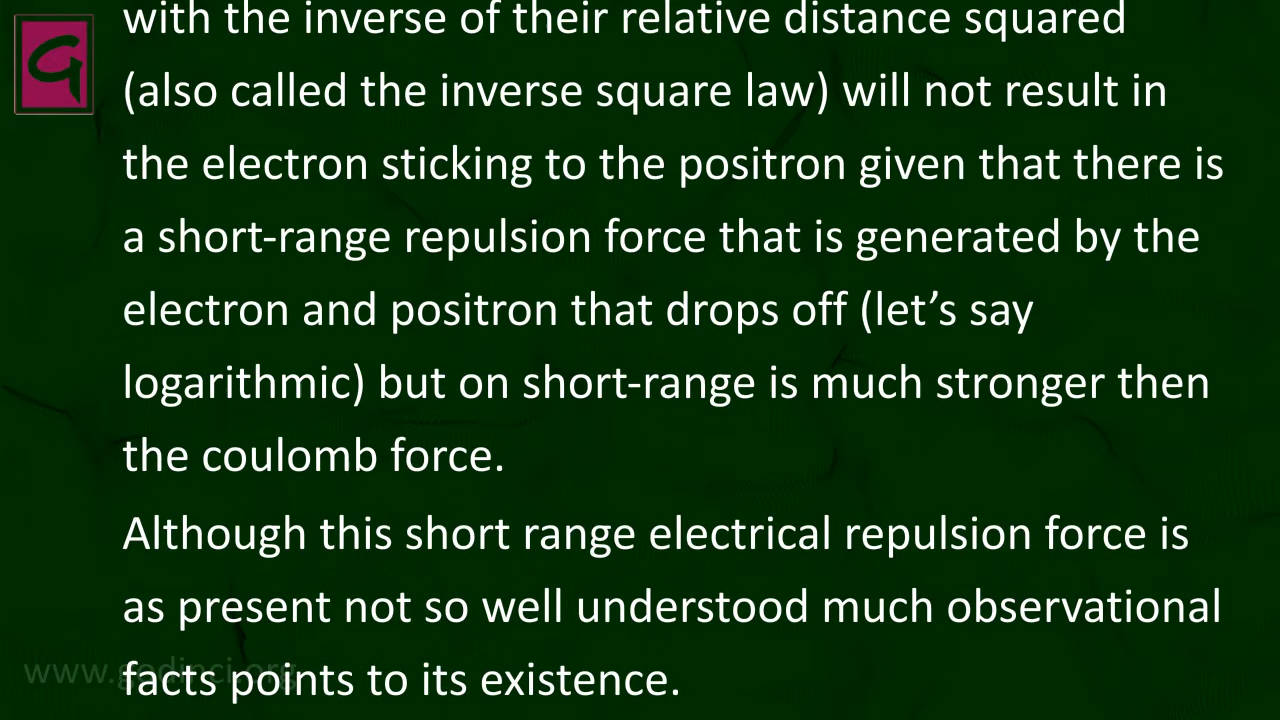 with the inverse of their relative distance squared
(also called the inverse square law) will not result in
the electron sticking to the positron given that there is
a short-range repulsion force that is generated by the
electron and positron that drops off (let’s say
logarithmic) but on short-range is much stronger then
the coulomb force.
Although this short range electrical repulsion force is
as present not so well understood much observational
facts points to its existence.
www.godinci.org